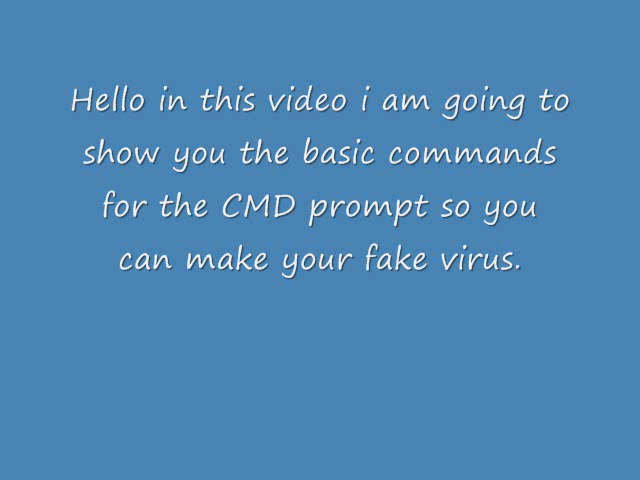 Hello in this video i am going to
show you the basic commands
for the CMD prompt so you
can make your fake virus.